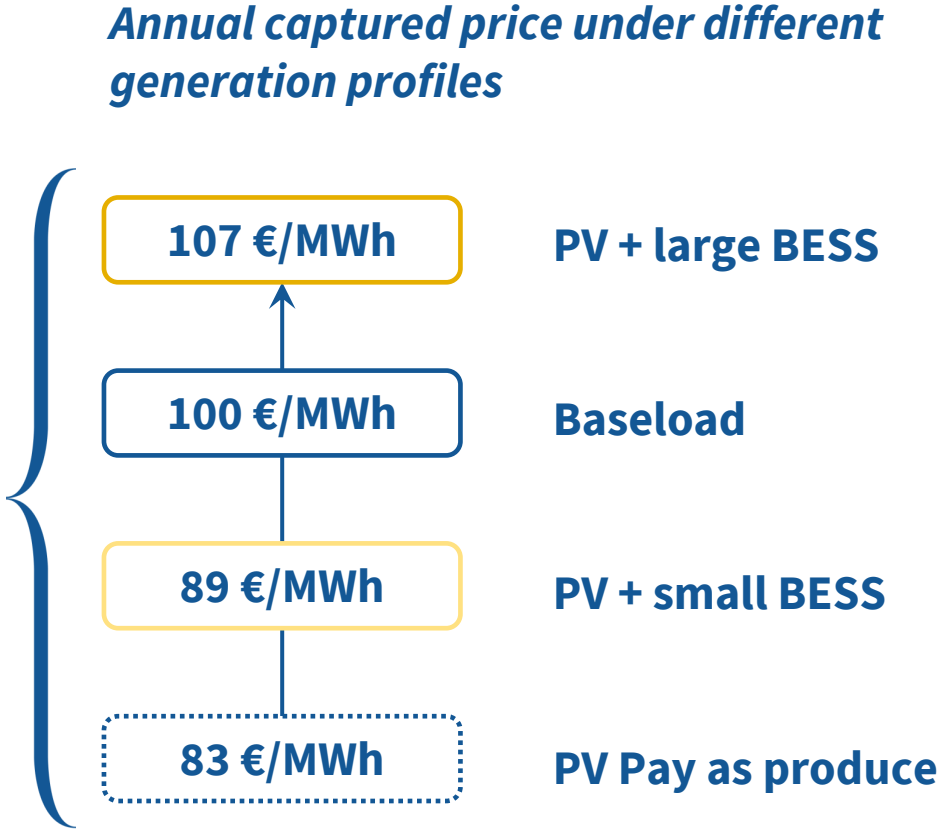 Annual captured price under different
generation profiles
107 €/MWh PV + large BESS
100 €/MWh Baseload
89 €/MWh PV + small BESS
83 €/MWh PV Pay as produce